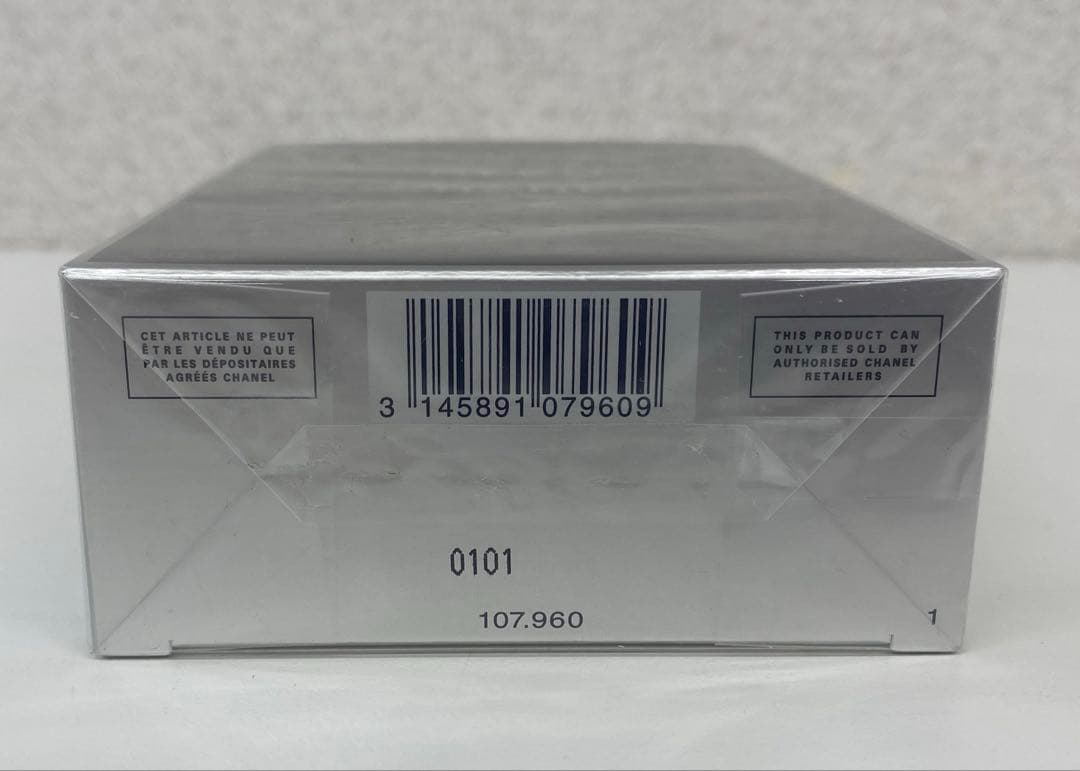 CET ARTICLE NE PEUT
ÊTRE VENDU QUE
PAR LES DÉPOSITAIRES
AGRÉÉS CHANEL
3 145891 079609
THIS PRODUCT CAN
ONLY BE SOLD BY
AUTHORISED CHANEL
RETAILERS
0101
107.960
1